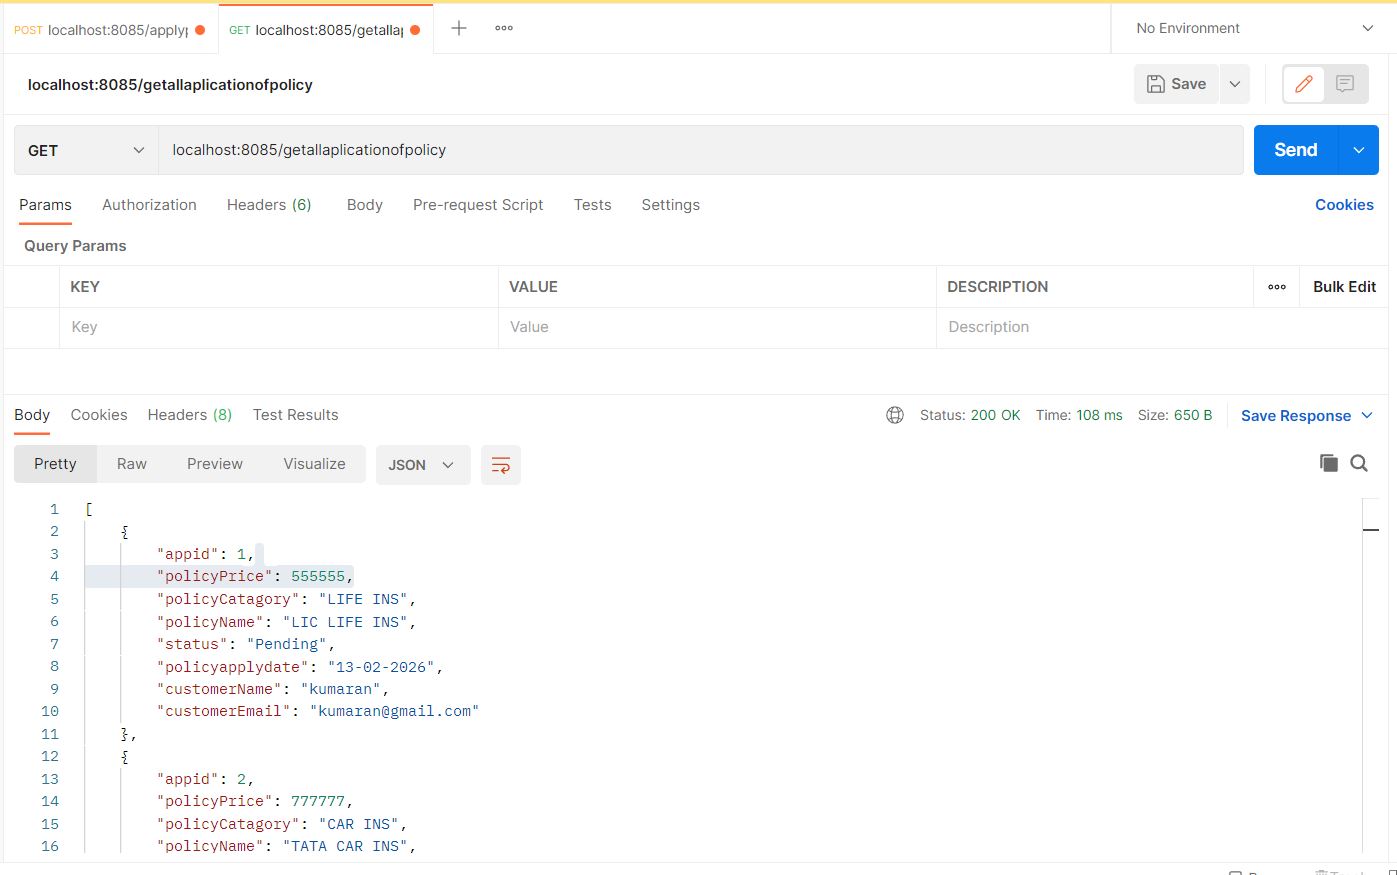 POST localhost:8085/apply
GET localhost:8085/getalla
No Environment
localhost:8085/getallaplicationofpolicy
Save
GET
localhost:8085/getallaplicationofpolicy
Send
Params Authorization Headers (6) Body Pre-request Script Tests Settings Cookies
Query Params
KEY VALUE DESCRIPTION Bulk Edit
Key Value Description
Body Cookies Headers (8) Test Results Status: 200 OK Time: 108 ms Size: 650 B Save Response
Pretty Raw Preview Visualize JSON
1 [
2 {
3 "appid": 1,
4 "policyPrice": 555555,
5 "policyCatagory": "LIFE INS",
6 "policyName": "LIC LIFE INS",
7 "status": "Pending",
8 "policyapplydate": "13-02-2026",
9 "customerName": "kumaran",
10 "customerEmail": "kumaran@gmail.com"
11 },
12 {
13 "appid": 2,
14 "policyPrice": 777777,
15 "policyCatagory": "CAR INS",
16 "policyName": "TATA CAR INS",